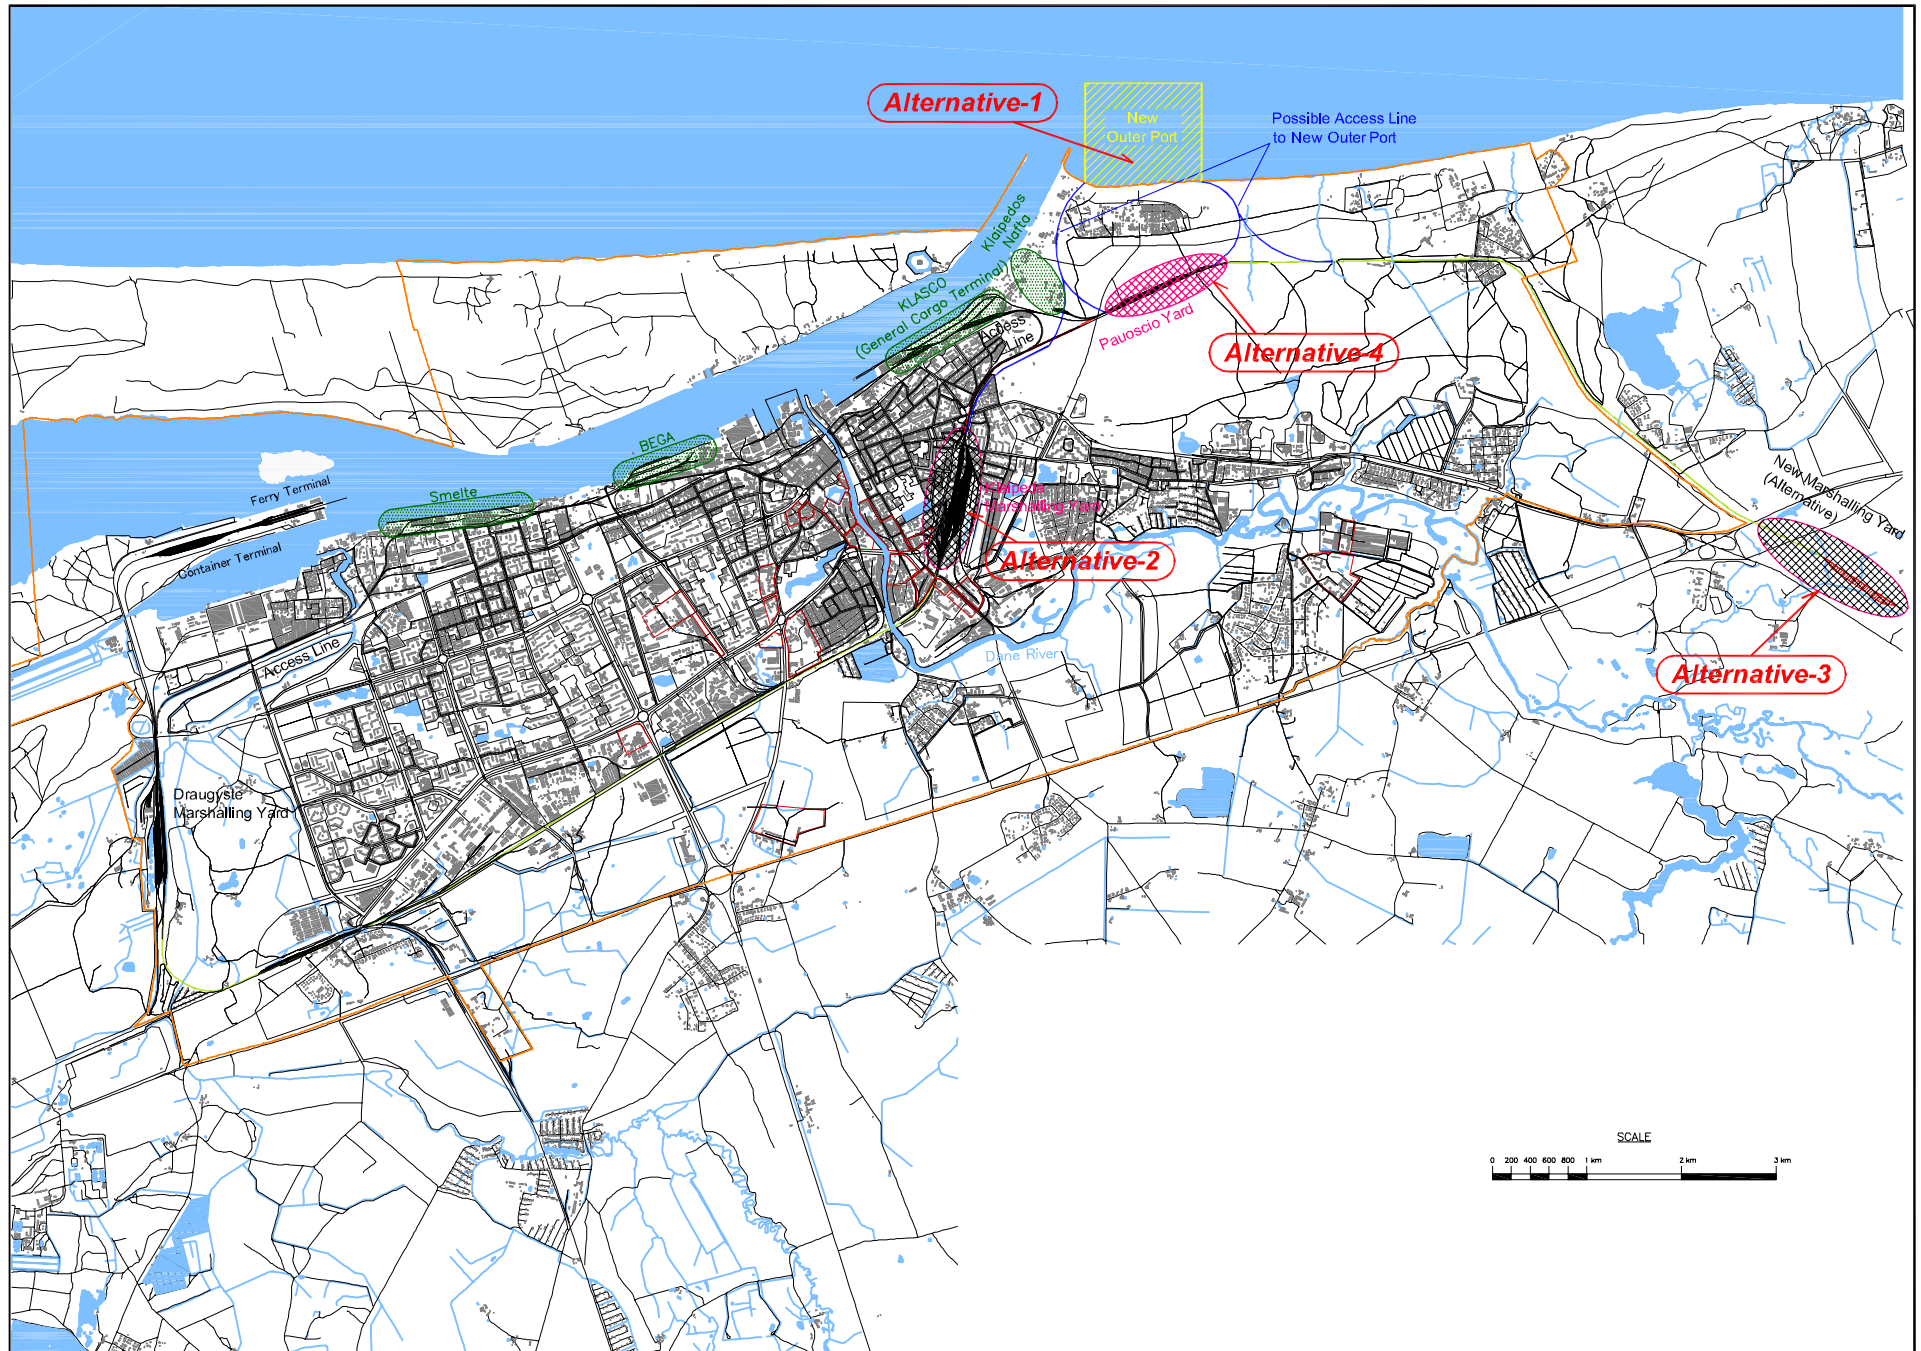 Alternative-1
New
Outer Port
Possible Access Line
to New Outer Port
Klaipedos
Nafta
KLASCO
(General Cargo Terminal)
Access
Line
Pauoscio Yard
Alternative-4
BEGA
Smelte
Ferry Terminal
Container Terminal
Klaipeda
Marshalling Yard
Alternative-2
New Marshalling Yard
(Alternative)
Alternative-3
Access Line
Dane River
Draugyste
Marshalling Yard
SCALE
0 200 400 600 800 1 km 2 km 3 km